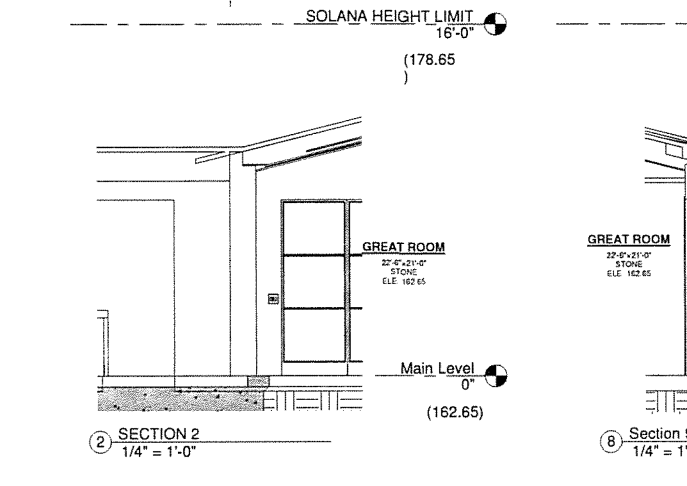 SOLANA HEIGHT LIMIT
16'-0"
(178.65
)
GREAT ROOM
22'-6"x21'-0"
STONE
ELE. 162.65
GREAT ROOM
22'-6"x21'-0"
STONE
ELE. 162.65
Main Level
0"
(162.65)
2 SECTION 2
1/4" = 1'-0"
8 Section 9
1/4" = 1'